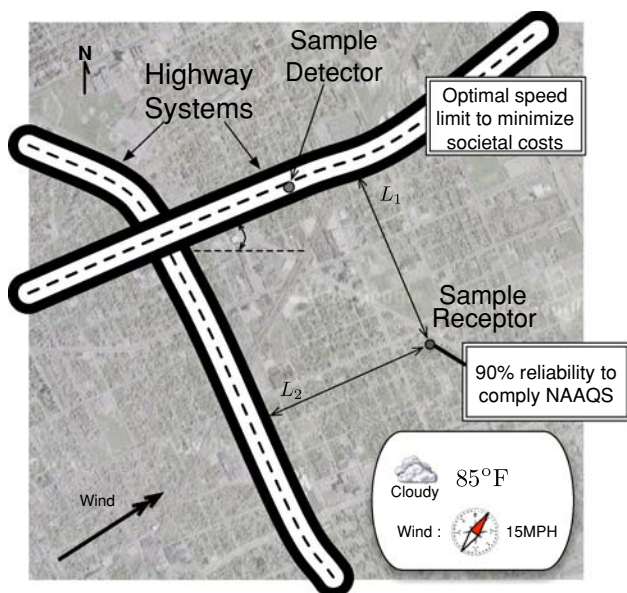 N
Sample
Detector
Highway
Systems
Optimal speed
limit to minimize
societal costs
L₁
Sample
Receptor
90% reliability to
comply NAAQS
L₂
Wind
Cloudy
85°F
Wind :
15MPH